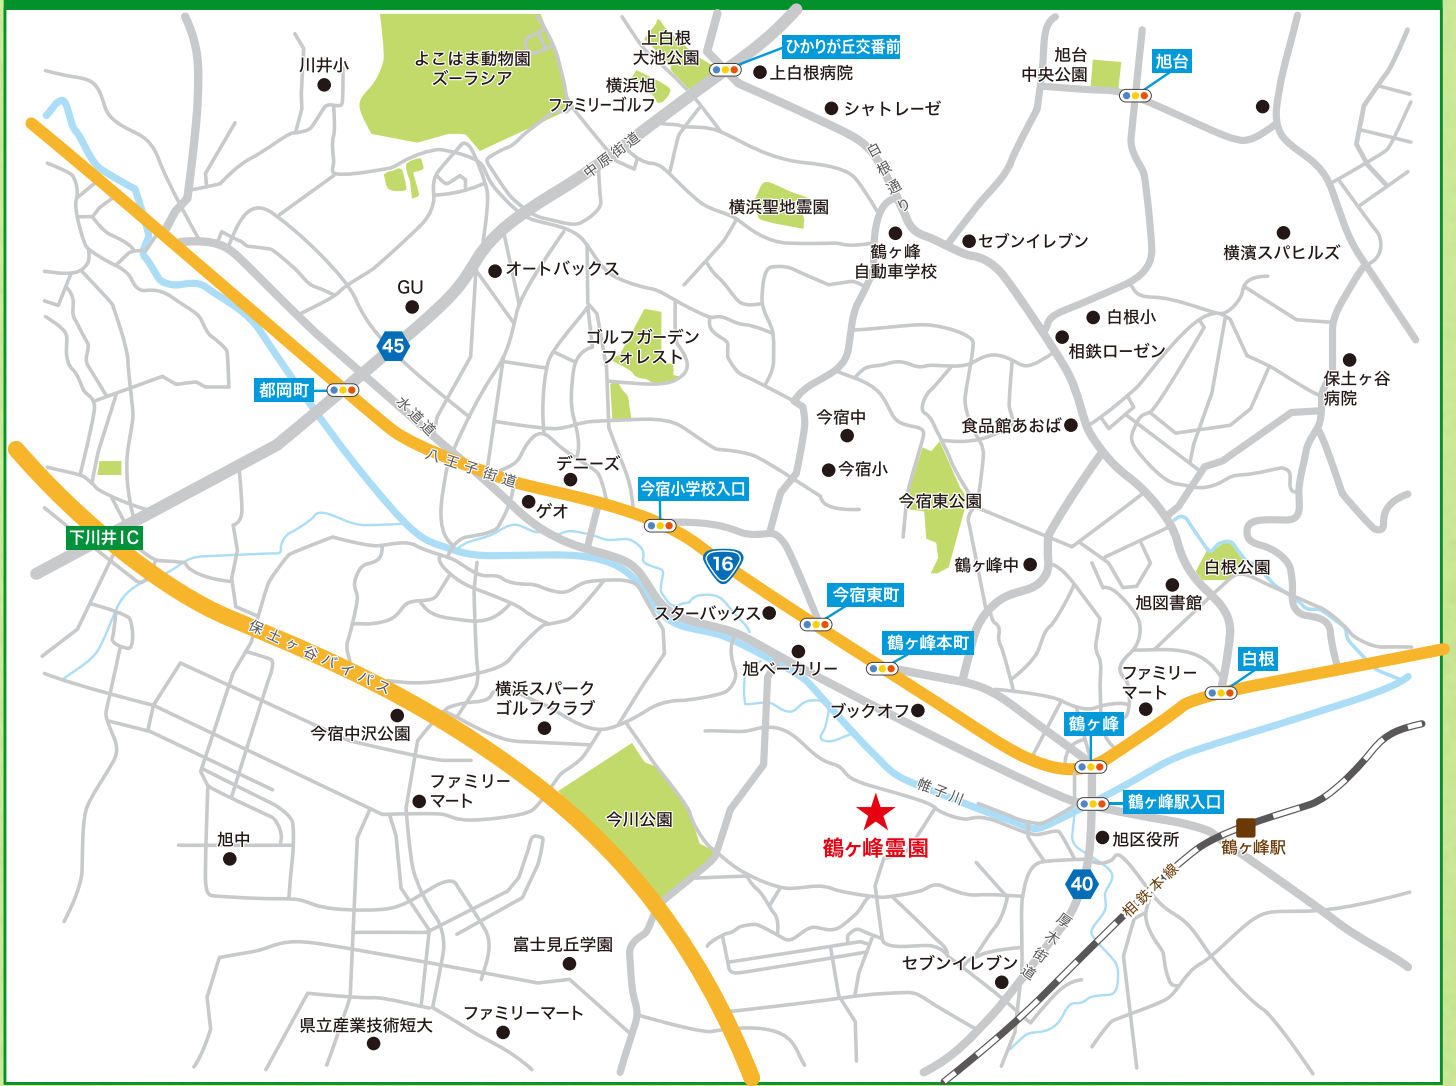 川井小
よこはま動物園
ズーラシア
上白根
大池公園
横浜旭
ファミリーゴルフ
ひかりが丘交番前
上白根病院
シャトレーゼ
旭台
中央公園
旭台
中原街道
白根通り
横浜聖地霊園
鶴ヶ峰
自動車学校
セブンイレブン
横濱スパヒルズ
オートバックス
GU
45
ゴルフガーデン
フォレスト
白根小
相鉄ローゼン
保土ヶ谷
病院
都岡町
水道道
今宿中
食品館あおば
八王子街道
デニーズ
今宿小
今宿小学校入口
今宿東公園
ゲオ
下川井IC
16
鶴ヶ峰中
白根公園
旭図書館
今宿東町
スターバックス
鶴ヶ峰本町
保土ヶ谷バイパス
旭ベーカリー
白根
ファミリー
マート
横浜スパーク
ゴルフクラブ
ブックオフ
鶴ヶ峰
今宿中沢公園
ファミリー
マート
帷子川
鶴ヶ峰駅入口
今川公園
旭中
鶴ヶ峰霊園
旭区役所
鶴ヶ峰駅
40
相鉄本線
厚木街道
富士見丘学園
セブンイレブン
ファミリーマート
県立産業技術短大